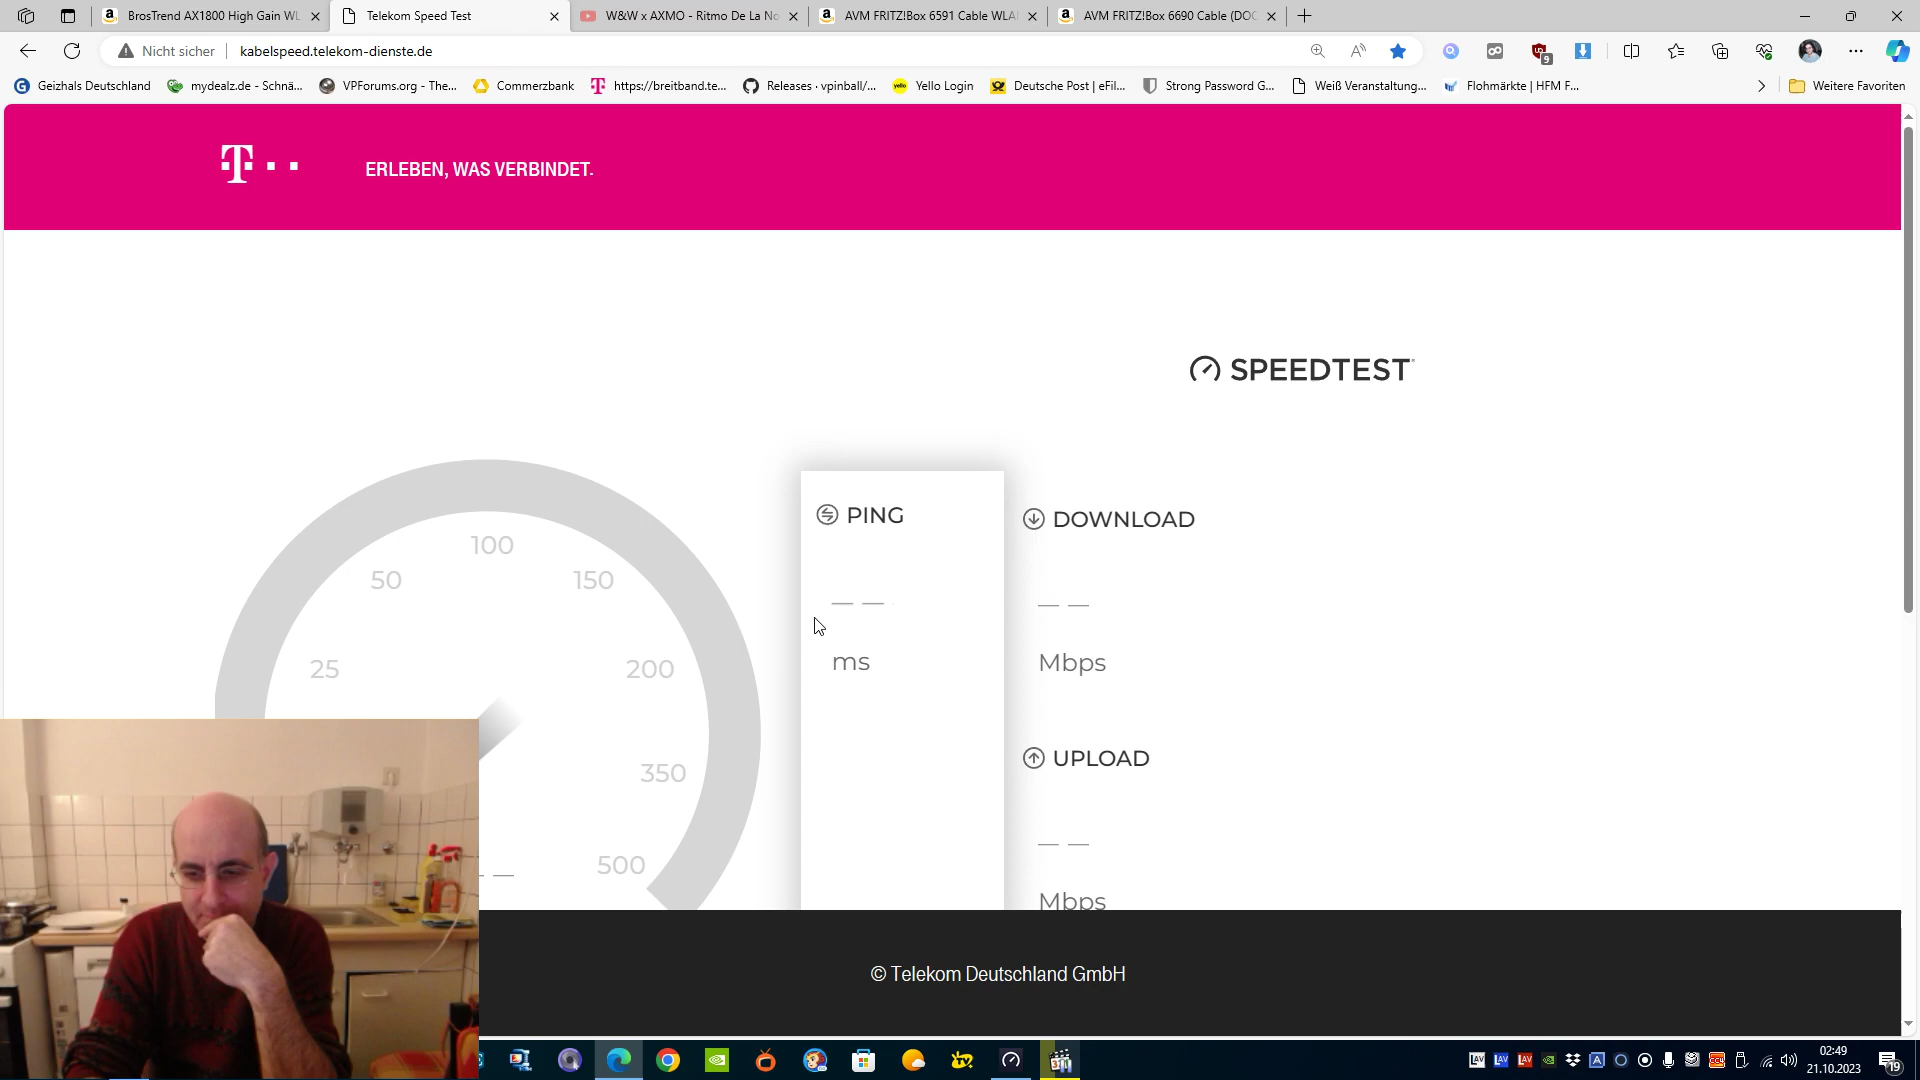 BrosTrend AX1800 High Gain WL
Telekom Speed Test
W&W x AXMO - Ritmo De La No
AVM FRITZ!Box 6591 Cable WLA
AVM FRITZ!Box 6690 Cable (DOC
Nicht sicher
kabelspeed.telekom-dienste.de
9
Geizhals Deutschland
mydealz.de - Schnä...
VPForums.org - The...
Commerzbank
https://breitband.te...
Releases · vpinball/...
Yello Login
Deutsche Post | eFil...
Strong Password G...
Weiß Veranstaltung...
Flohmärkte | HFM F...
Weitere Favoriten
T
ERLEBEN, WAS VERBINDET.
SPEEDTEST
PING
DOWNLOAD
100
50
150
25
200
ms
Mbps
350
UPLOAD
500
Mbps
© Telekom Deutschland GmbH
02:49
21.10.2023
19